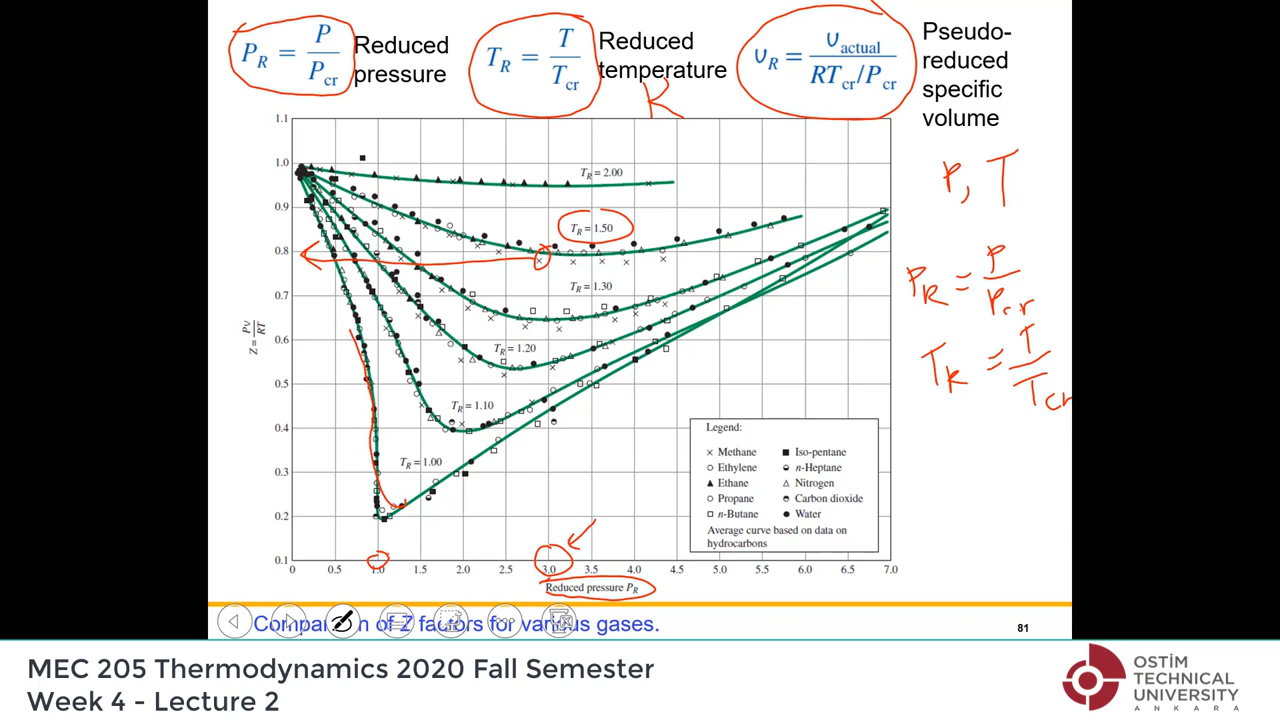 P_R = P / P_cr
Reduced pressure
T_R = T / T_cr
Reduced temperature
υ_R = υ_actual / RT_cr/P_cr
Pseudo-reduced specific volume
R
P, T
P_R = P / P_cr
T_R = T / T_cr
1.1
1.0
0.9
0.8
0.7
0.6
0.5
0.4
0.3
0.2
0.1
Z = Pυ / RT
T_R = 2.00
T_R = 1.50
T_R = 1.30
T_R = 1.20
T_R = 1.10
T_R = 1.00
Legend:
× Methane
○ Ethylene
▲ Ethane
○ Propane
□ n-Butane
■ Iso-pentane
n-Heptane
△ Nitrogen
Carbon dioxide
● Water
Average curve based on data on
hydrocarbons
0 0.5 1.0 1.5 2.0 2.5 3.0 3.5 4.0 4.5 5.0 5.5 6.0 6.5 7.0
Reduced pressure P_R
Comparison of Z factors for various gases.
81
MEC 205 Thermodynamics 2020 Fall Semester
Week 4 - Lecture 2
OSTİM
TECHNICAL
UNIVERSITY
ANKARA